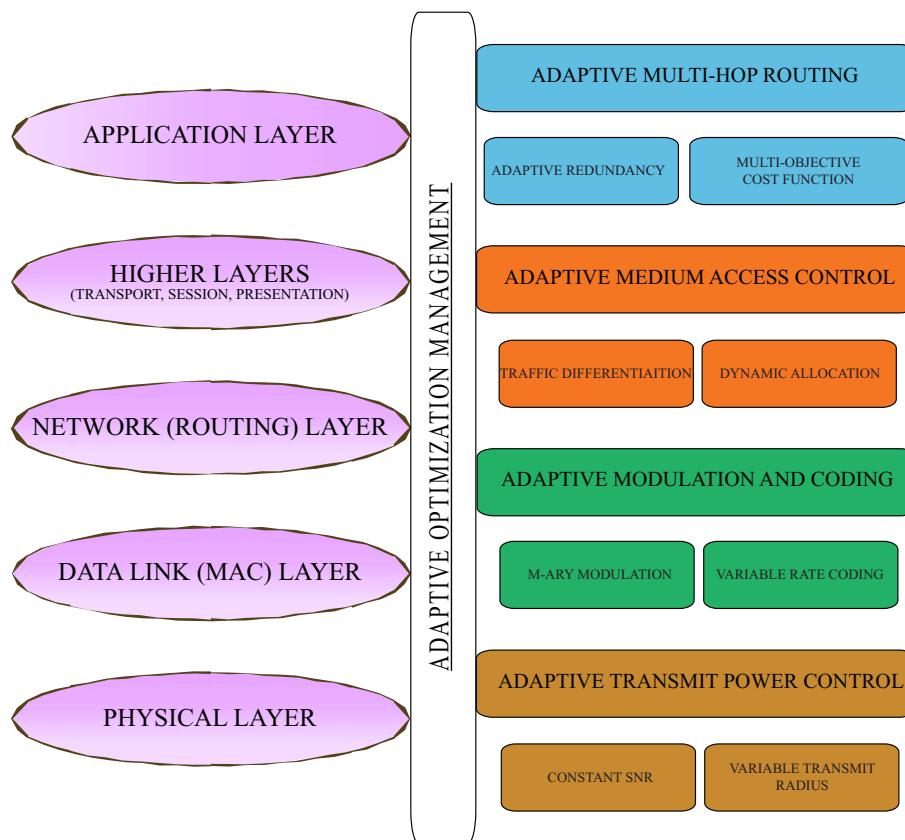 APPLICATION LAYER
HIGHER LAYERS
(TRANSPORT, SESSION, PRESENTATION)
NETWORK (ROUTING) LAYER
DATA LINK (MAC) LAYER
PHYSICAL LAYER
ADAPTIVE OPTIMIZATION MANAGEMENT
ADAPTIVE MULTI-HOP ROUTING
ADAPTIVE REDUNDANCY
MULTI-OBJECTIVE
COST FUNCTION
ADAPTIVE MEDIUM ACCESS CONTROL
TRAFFIC DIFFERENTIAITION
DYNAMIC ALLOCATION
ADAPTIVE MODULATION AND CODING
M-ARY MODULATION
VARIABLE RATE CODING
ADAPTIVE TRANSMIT POWER CONTROL
CONSTANT SNR
VARIABLE TRANSMIT
RADIUS